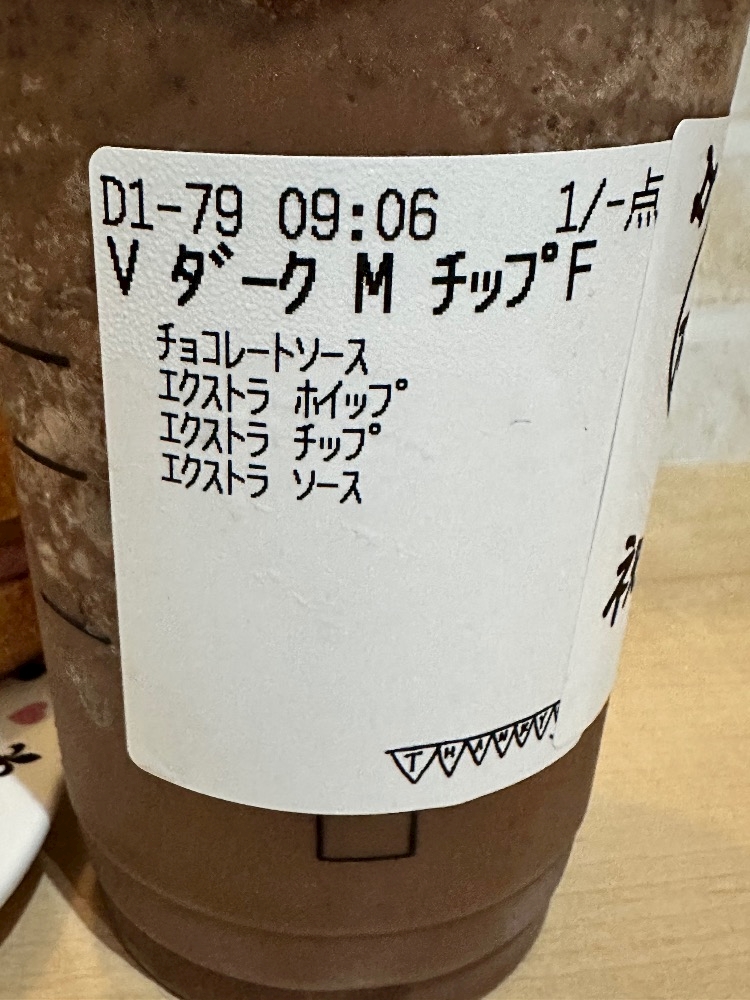 D1-79 09:06 1/-点
V ダーク M チップF
チョコレートソース
エクストラ ホイップ
エクストラ チップ
エクストラ ソース
THANKY